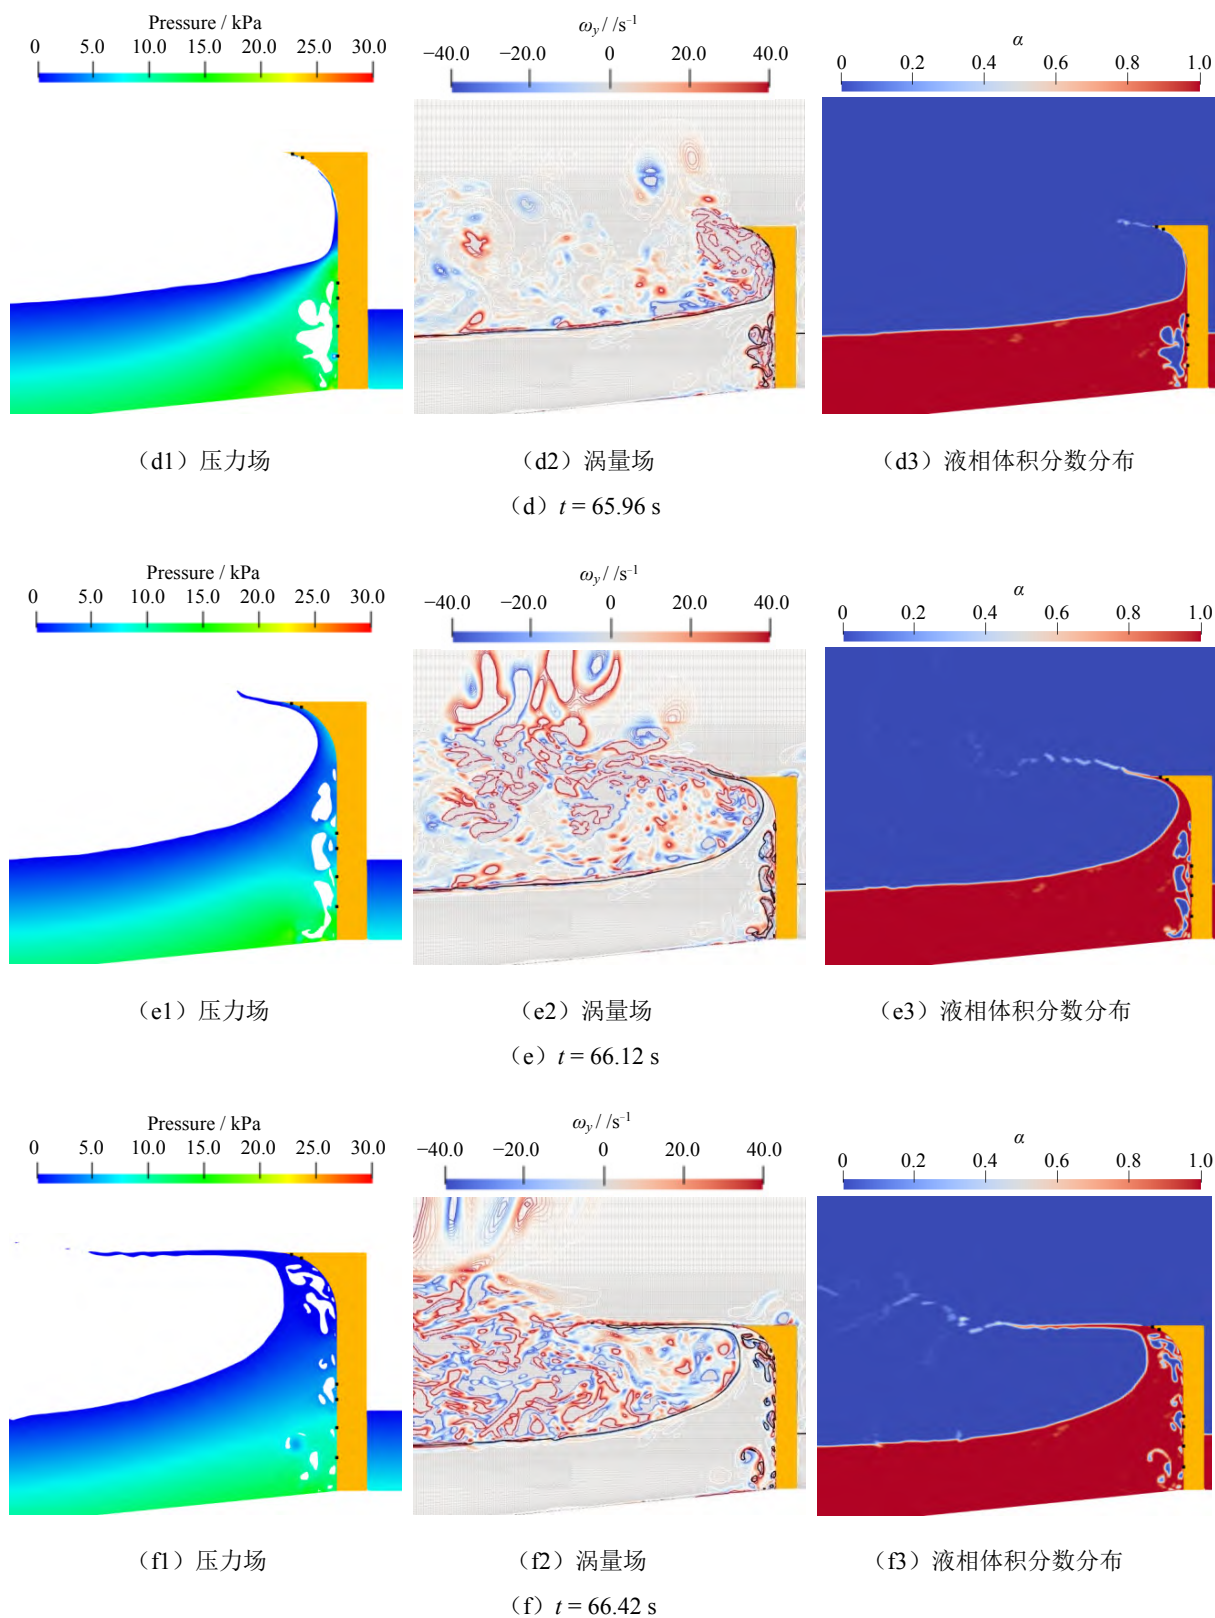 Pressure / kPa
0 5.0 10.0 15.0 20.0 25.0 30.0
ω_y / /s⁻¹
−40.0 −20.0 0 20.0 40.0
α
0 0.2 0.4 0.6 0.8 1.0
（d1）压力场
（d2）涡量场
（d3）液相体积分数分布
（d）t = 65.96 s
Pressure / kPa
0 5.0 10.0 15.0 20.0 25.0 30.0
ω_y / /s⁻¹
−40.0 −20.0 0 20.0 40.0
α
0 0.2 0.4 0.6 0.8 1.0
（e1）压力场
（e2）涡量场
（e3）液相体积分数分布
（e）t = 66.12 s
Pressure / kPa
0 5.0 10.0 15.0 20.0 25.0 30.0
ω_y / /s⁻¹
−40.0 −20.0 0 20.0 40.0
α
0 0.2 0.4 0.6 0.8 1.0
（f1）压力场
（f2）涡量场
（f3）液相体积分数分布
（f）t = 66.42 s